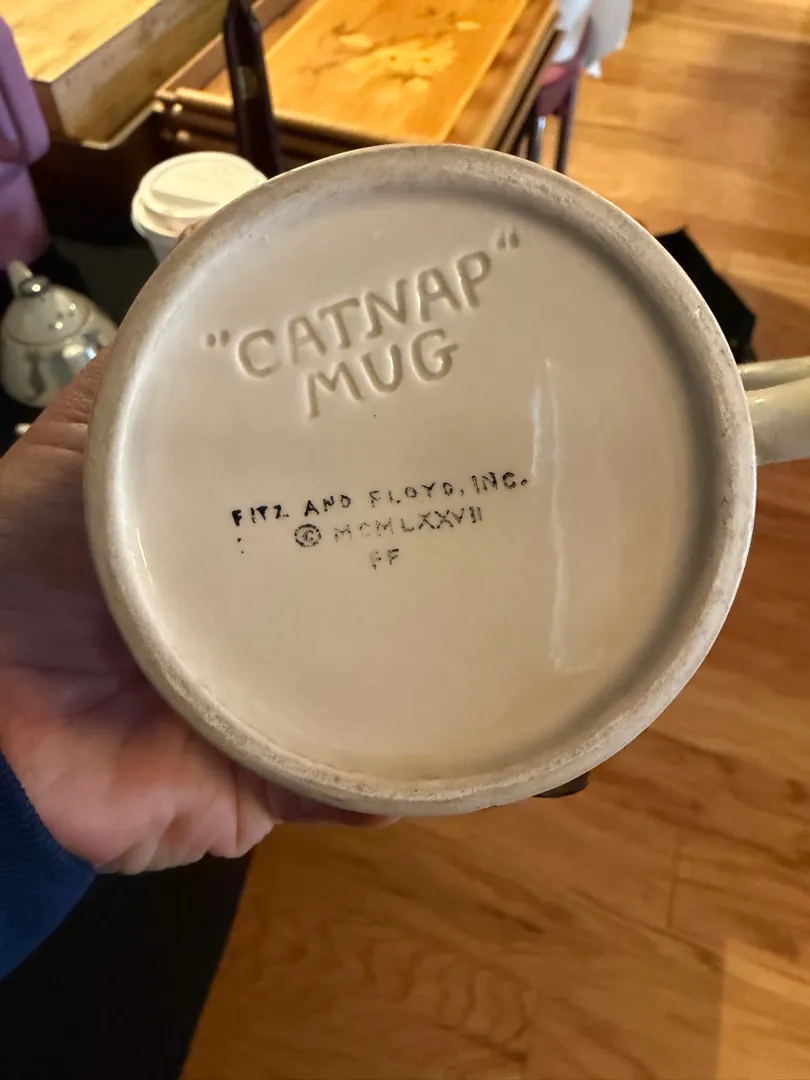 "CATNAP"
MUG
FITZ AND FLOYD, INC.
© MCMLXXVII
FF